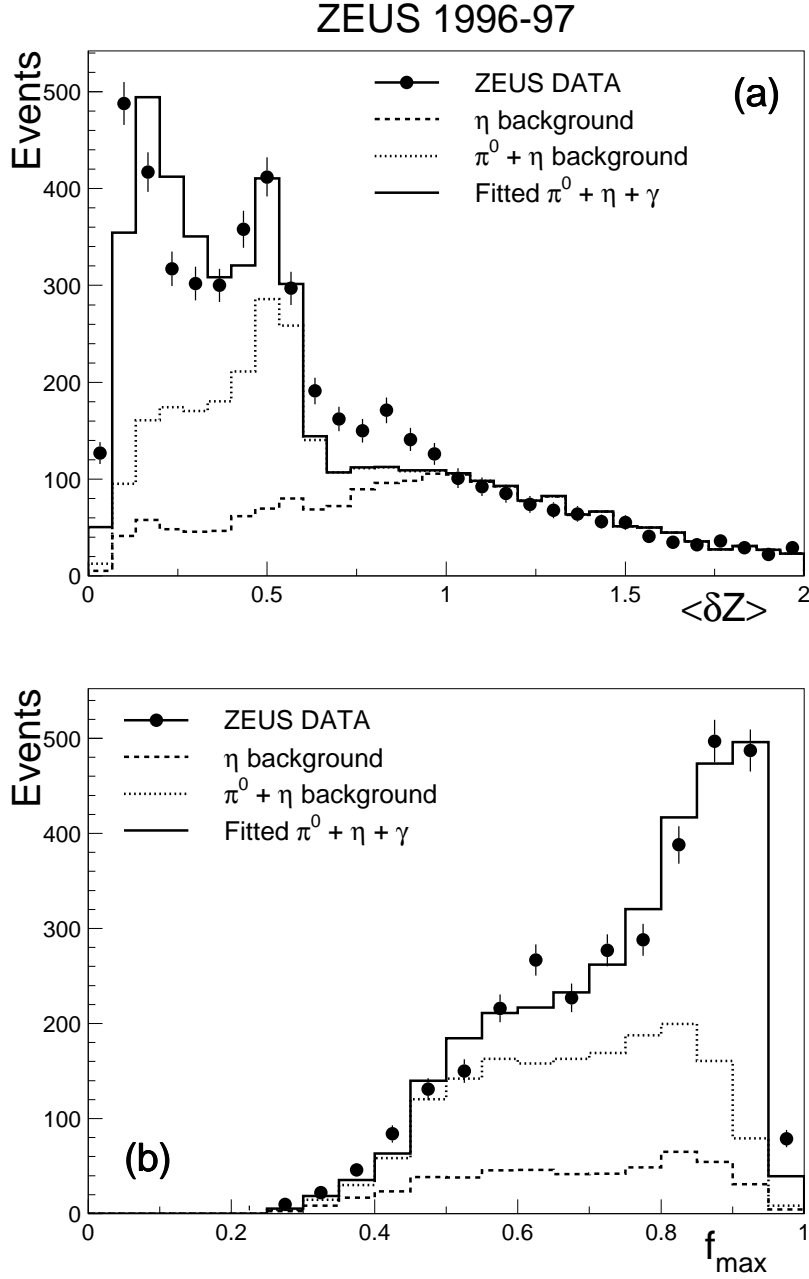 ZEUS 1996-97
Events
500
400
300
200
100
0
ZEUS DATA
η background
π⁰ + η background
Fitted π⁰ + η + γ
(a)
0 0.5 1 1.5 2
<δZ>
Events
500
400
300
200
100
0
ZEUS DATA
η background
π⁰ + η background
Fitted π⁰ + η + γ
(b)
0 0.2 0.4 0.6 0.8 1
f_max